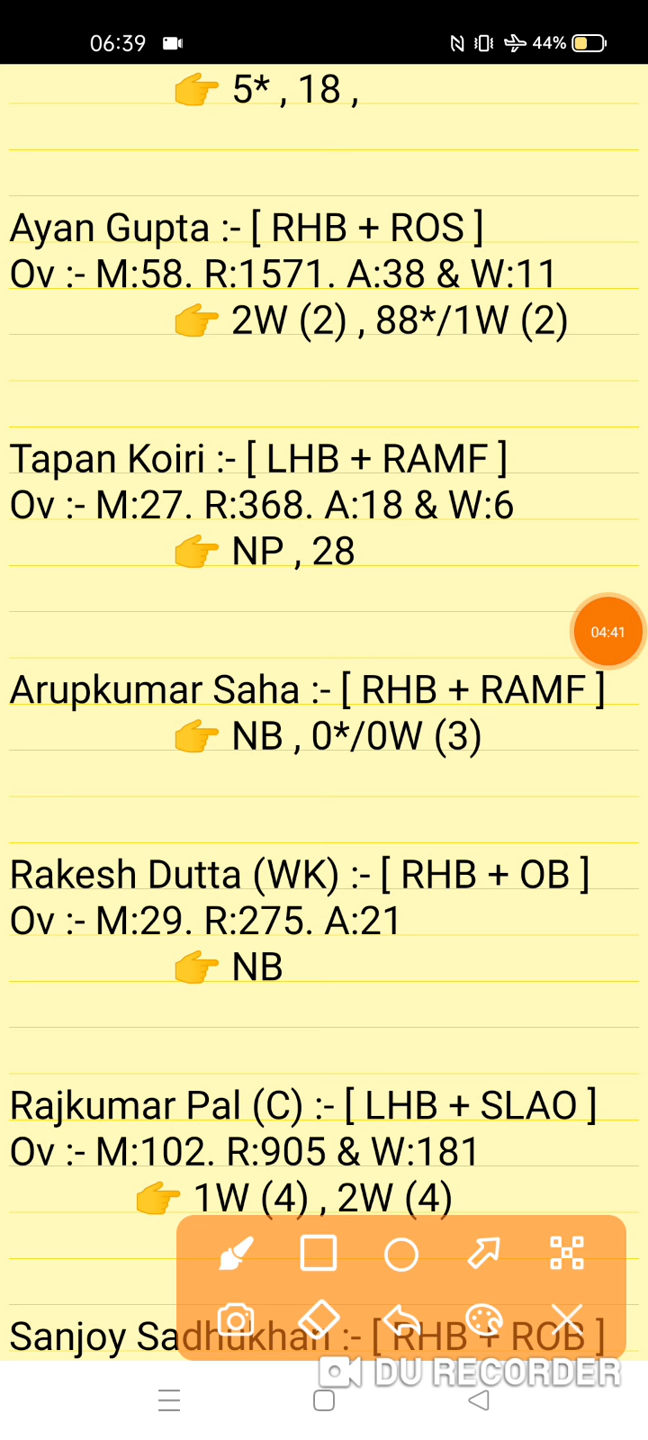 06:39
44%
👉 5* , 18 ,
Ayan Gupta :- [ RHB + ROS ]
Ov :- M:58. R:1571. A:38 & W:11
👉 2W (2) , 88*/1W (2)
Tapan Koiri :- [ LHB + RAMF ]
Ov :- M:27. R:368. A:18 & W:6
👉 NP , 28
04:41
Arupkumar Saha :- [ RHB + RAMF ]
👉 NB , 0*/0W (3)
Rakesh Dutta (WK) :- [ RHB + OB ]
Ov :- M:29. R:275. A:21
👉 NB
Rajkumar Pal (C) :- [ LHB + SLAO ]
Ov :- M:102. R:905 & W:181
👉 1W (4) , 2W (4)
Sanjoy Sadhukhan :- [ RHB + ROB ]
DU RECORDER